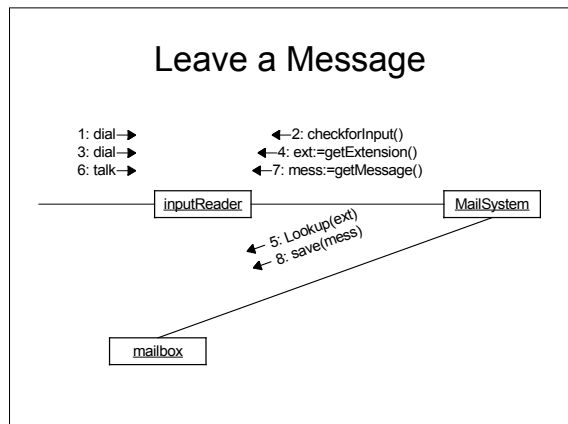 Leave a Message
1: dial
2: checkforInput()
3: dial
4: ext:=getExtension()
6: talk
7: mess:=getMessage()
inputReader
MailSystem
5: Lookup(ext)
8: save(mess)
mailbox